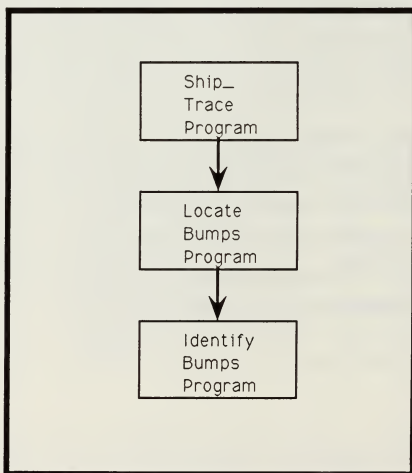 Ship_
Trace
Program
Locate
Bumps
Program
Identify
Bumps
Program